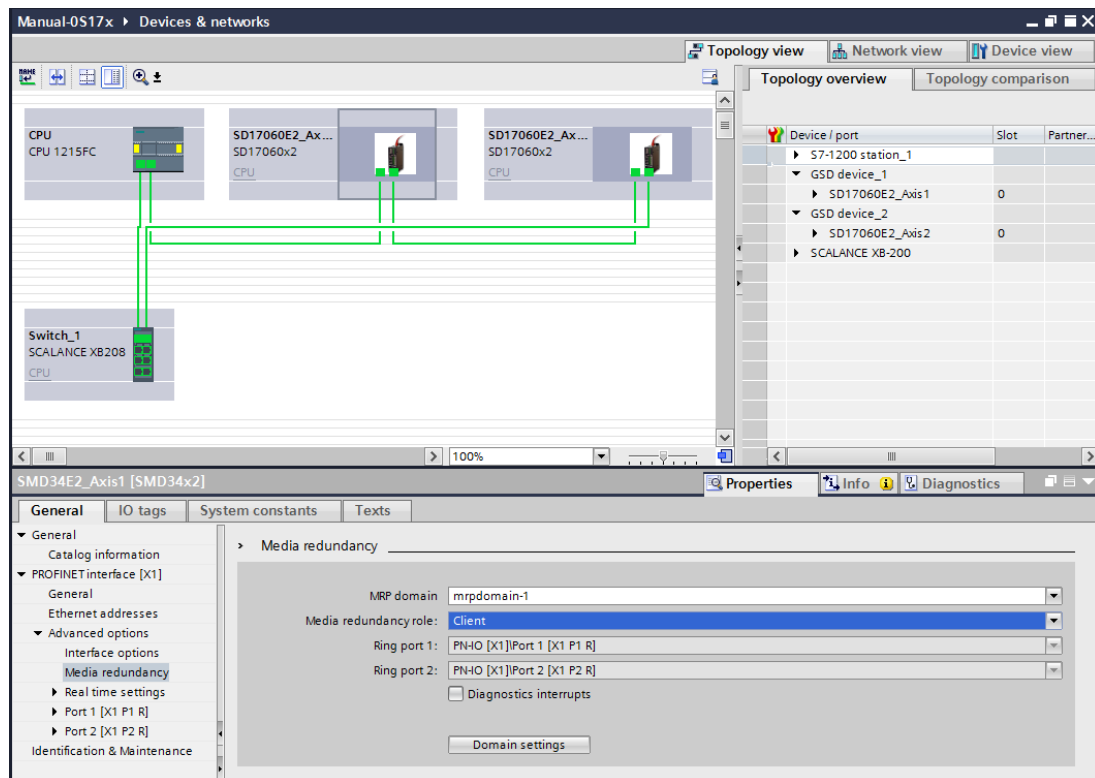 Manual-0S17x ▸ Devices & networks
Topology view
Network view
Device view
NAME
Topology overview
Topology comparison
CPU
CPU 1215FC
SD17060E2_Ax...
SD17060x2
CPU
SD17060E2_Ax...
SD17060x2
CPU
Switch_1
SCALANCE XB208
CPU
Device / port
Slot
Partner...
S7-1200 station_1
GSD device_1
SD17060E2_Axis1
0
GSD device_2
SD17060E2_Axis2
0
SCALANCE XB-200
100%
SMD34E2_Axis1 [SMD34x2]
Properties
Info
Diagnostics
General
IO tags
System constants
Texts
General
Catalog information
PROFINET interface [X1]
General
Ethernet addresses
Advanced options
Interface options
Media redundancy
Real time settings
Port 1 [X1 P1 R]
Port 2 [X1 P2 R]
Identification & Maintenance
Media redundancy
MRP domain
mrpdomain-1
Media redundancy role:
Client
Ring port 1:
PN-IO [X1]\Port 1 [X1 P1 R]
Ring port 2:
PN-IO [X1]\Port 2 [X1 P2 R]
Diagnostics interrupts
Domain settings